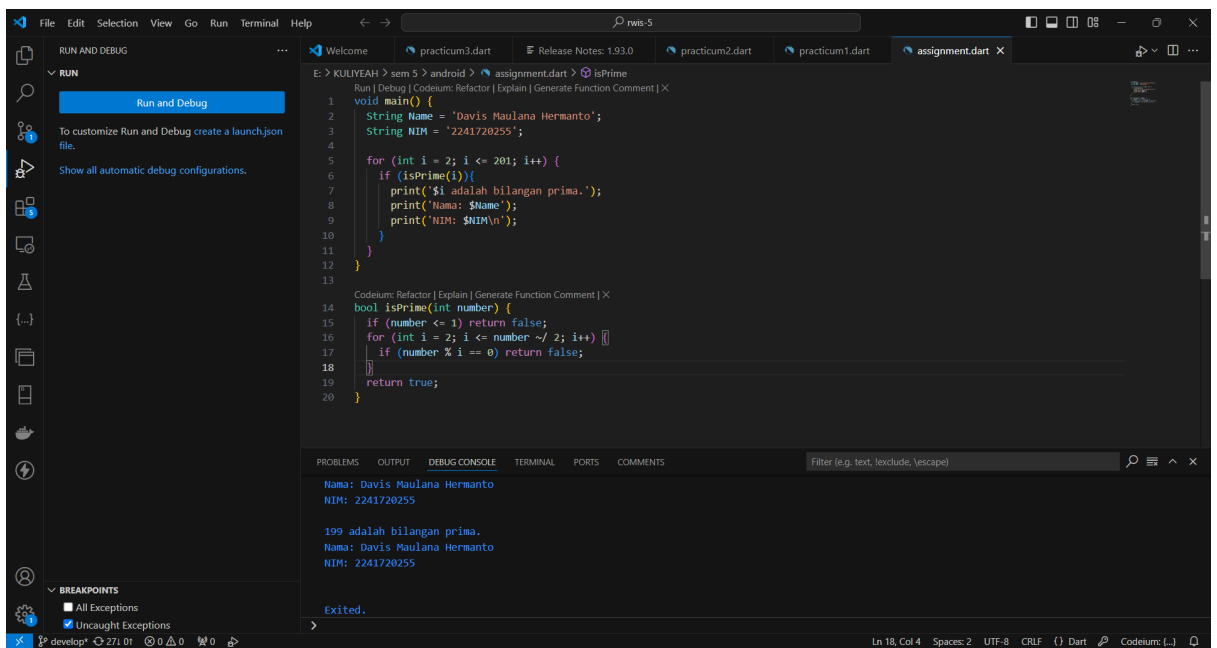 File Edit Selection View Go Run Terminal Help
rwis-5
RUN AND DEBUG
RUN
Run and Debug
To customize Run and Debug create a launch.json
file.
Show all automatic debug configurations.
Welcome practicum3.dart Release Notes: 1.93.0 practicum2.dart practicum1.dart assignment.dart
E: > KULIYEAH > sem 5 > android > assignment.dart > isPrime
Run | Debug | Codeium: Refactor | Explain | Generate Function Comment | X
1 void main() {
2 String Name = 'Davis Maulana Hermanto';
3 String NIM = '2241720255';
4
5 for (int i = 2; i <= 201; i++) {
6 if (isPrime(i)){
7 print('$i adalah bilangan prima.');
8 print('Nama: $Name');
9 print('NIM: $NIM\n');
10 }
11 }
12 }
13
Codeium: Refactor | Explain | Generate Function Comment | X
14 bool isPrime(int number) {
15 if (number <= 1) return false;
16 for (int i = 2; i <= number ~/ 2; i++) {
17 if (number % i == 0) return false;
18 }
19 return true;
20 }
PROBLEMS OUTPUT DEBUG CONSOLE TERMINAL PORTS COMMENTS
Filter (e.g. text, !exclude, \escape)
Nama: Davis Maulana Hermanto
NIM: 2241720255
199 adalah bilangan prima.
Nama: Davis Maulana Hermanto
NIM: 2241720255
Exited.
>
1
5
1
BREAKPOINTS
All Exceptions
Uncaught Exceptions
develop* 27↓ 0↑ 0 0 0
Ln 18, Col 4 Spaces: 2 UTF-8 CRLF {} Dart Codeium: {...}